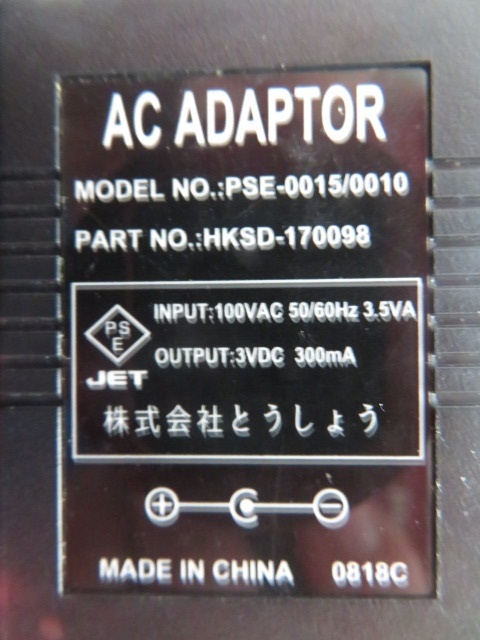 AC ADAPTOR
MODEL NO.:PSE-0015/0010
PART NO.:HKSD-170098
INPUT:100VAC 50/60Hz 3.5VA
PS
E
JET
OUTPUT:3VDC 300mA
株式会社とうしょう
+ -
MADE IN CHINA 0818C